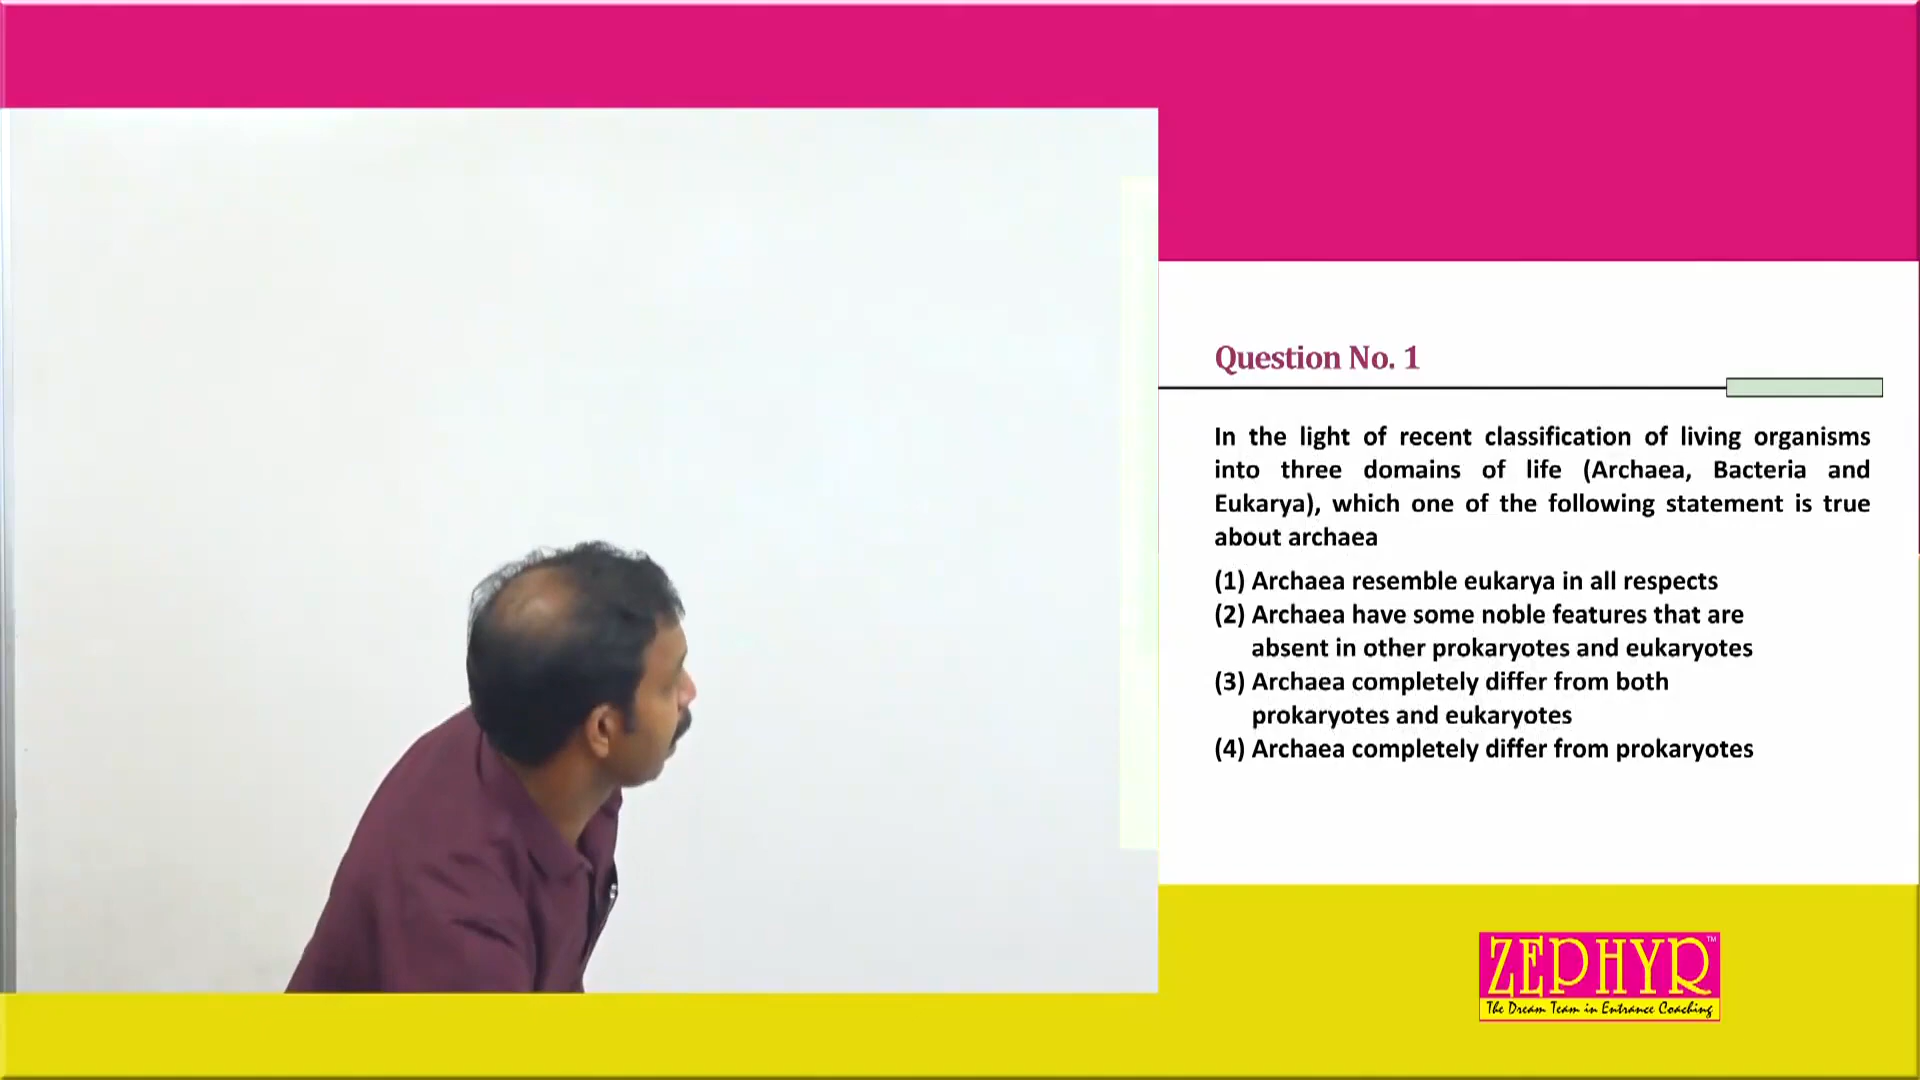 Question No. 1
In the light of recent classification of living organisms
into three domains of life (Archaea, Bacteria and
Eukarya), which one of the following statement is true
about archaea
(1) Archaea resemble eukarya in all respects
(2) Archaea have some noble features that are
absent in other prokaryotes and eukaryotes
(3) Archaea completely differ from both
prokaryotes and eukaryotes
(4) Archaea completely differ from prokaryotes
ZEPHYR TM
The Dream Team in Entrance Coaching